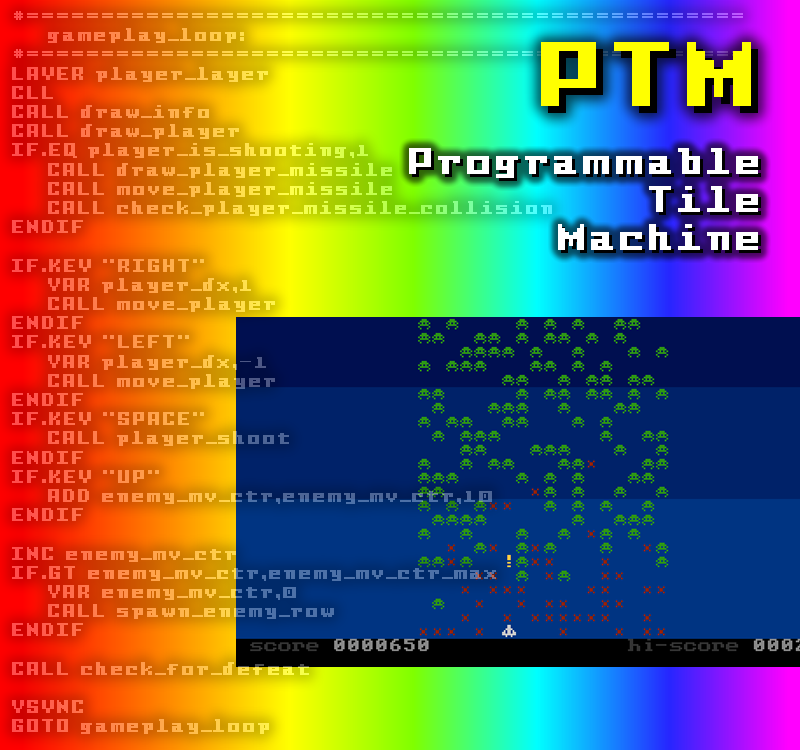 #================================================
gameplay_loop:
#================================================
PTM
Programmable
Tile
Machine
LAYER player_layer
CLL
CALL draw_info
CALL draw_player
IF.EQ player_is_shooting,1
CALL draw_player_missile
CALL move_player_missile
CALL check_player_missile_collision
ENDIF
IF.KEY "RIGHT"
VAR player_dx,1
CALL move_player
ENDIF
IF.KEY "LEFT"
VAR player_dx,-1
CALL move_player
ENDIF
IF.KEY "SPACE"
CALL player_shoot
ENDIF
IF.KEY "UP"
ADD enemy_mv_ctr,enemy_mv_ctr,10
ENDIF
INC enemy_mv_ctr
IF.GT enemy_mv_ctr,enemy_mv_ctr_max
VAR enemy_mv_ctr,0
CALL spawn_enemy_row
ENDIF
score 0000650 hi-score 0002
CALL check_for_defeat
VSYNC
GOTO gameplay_loop